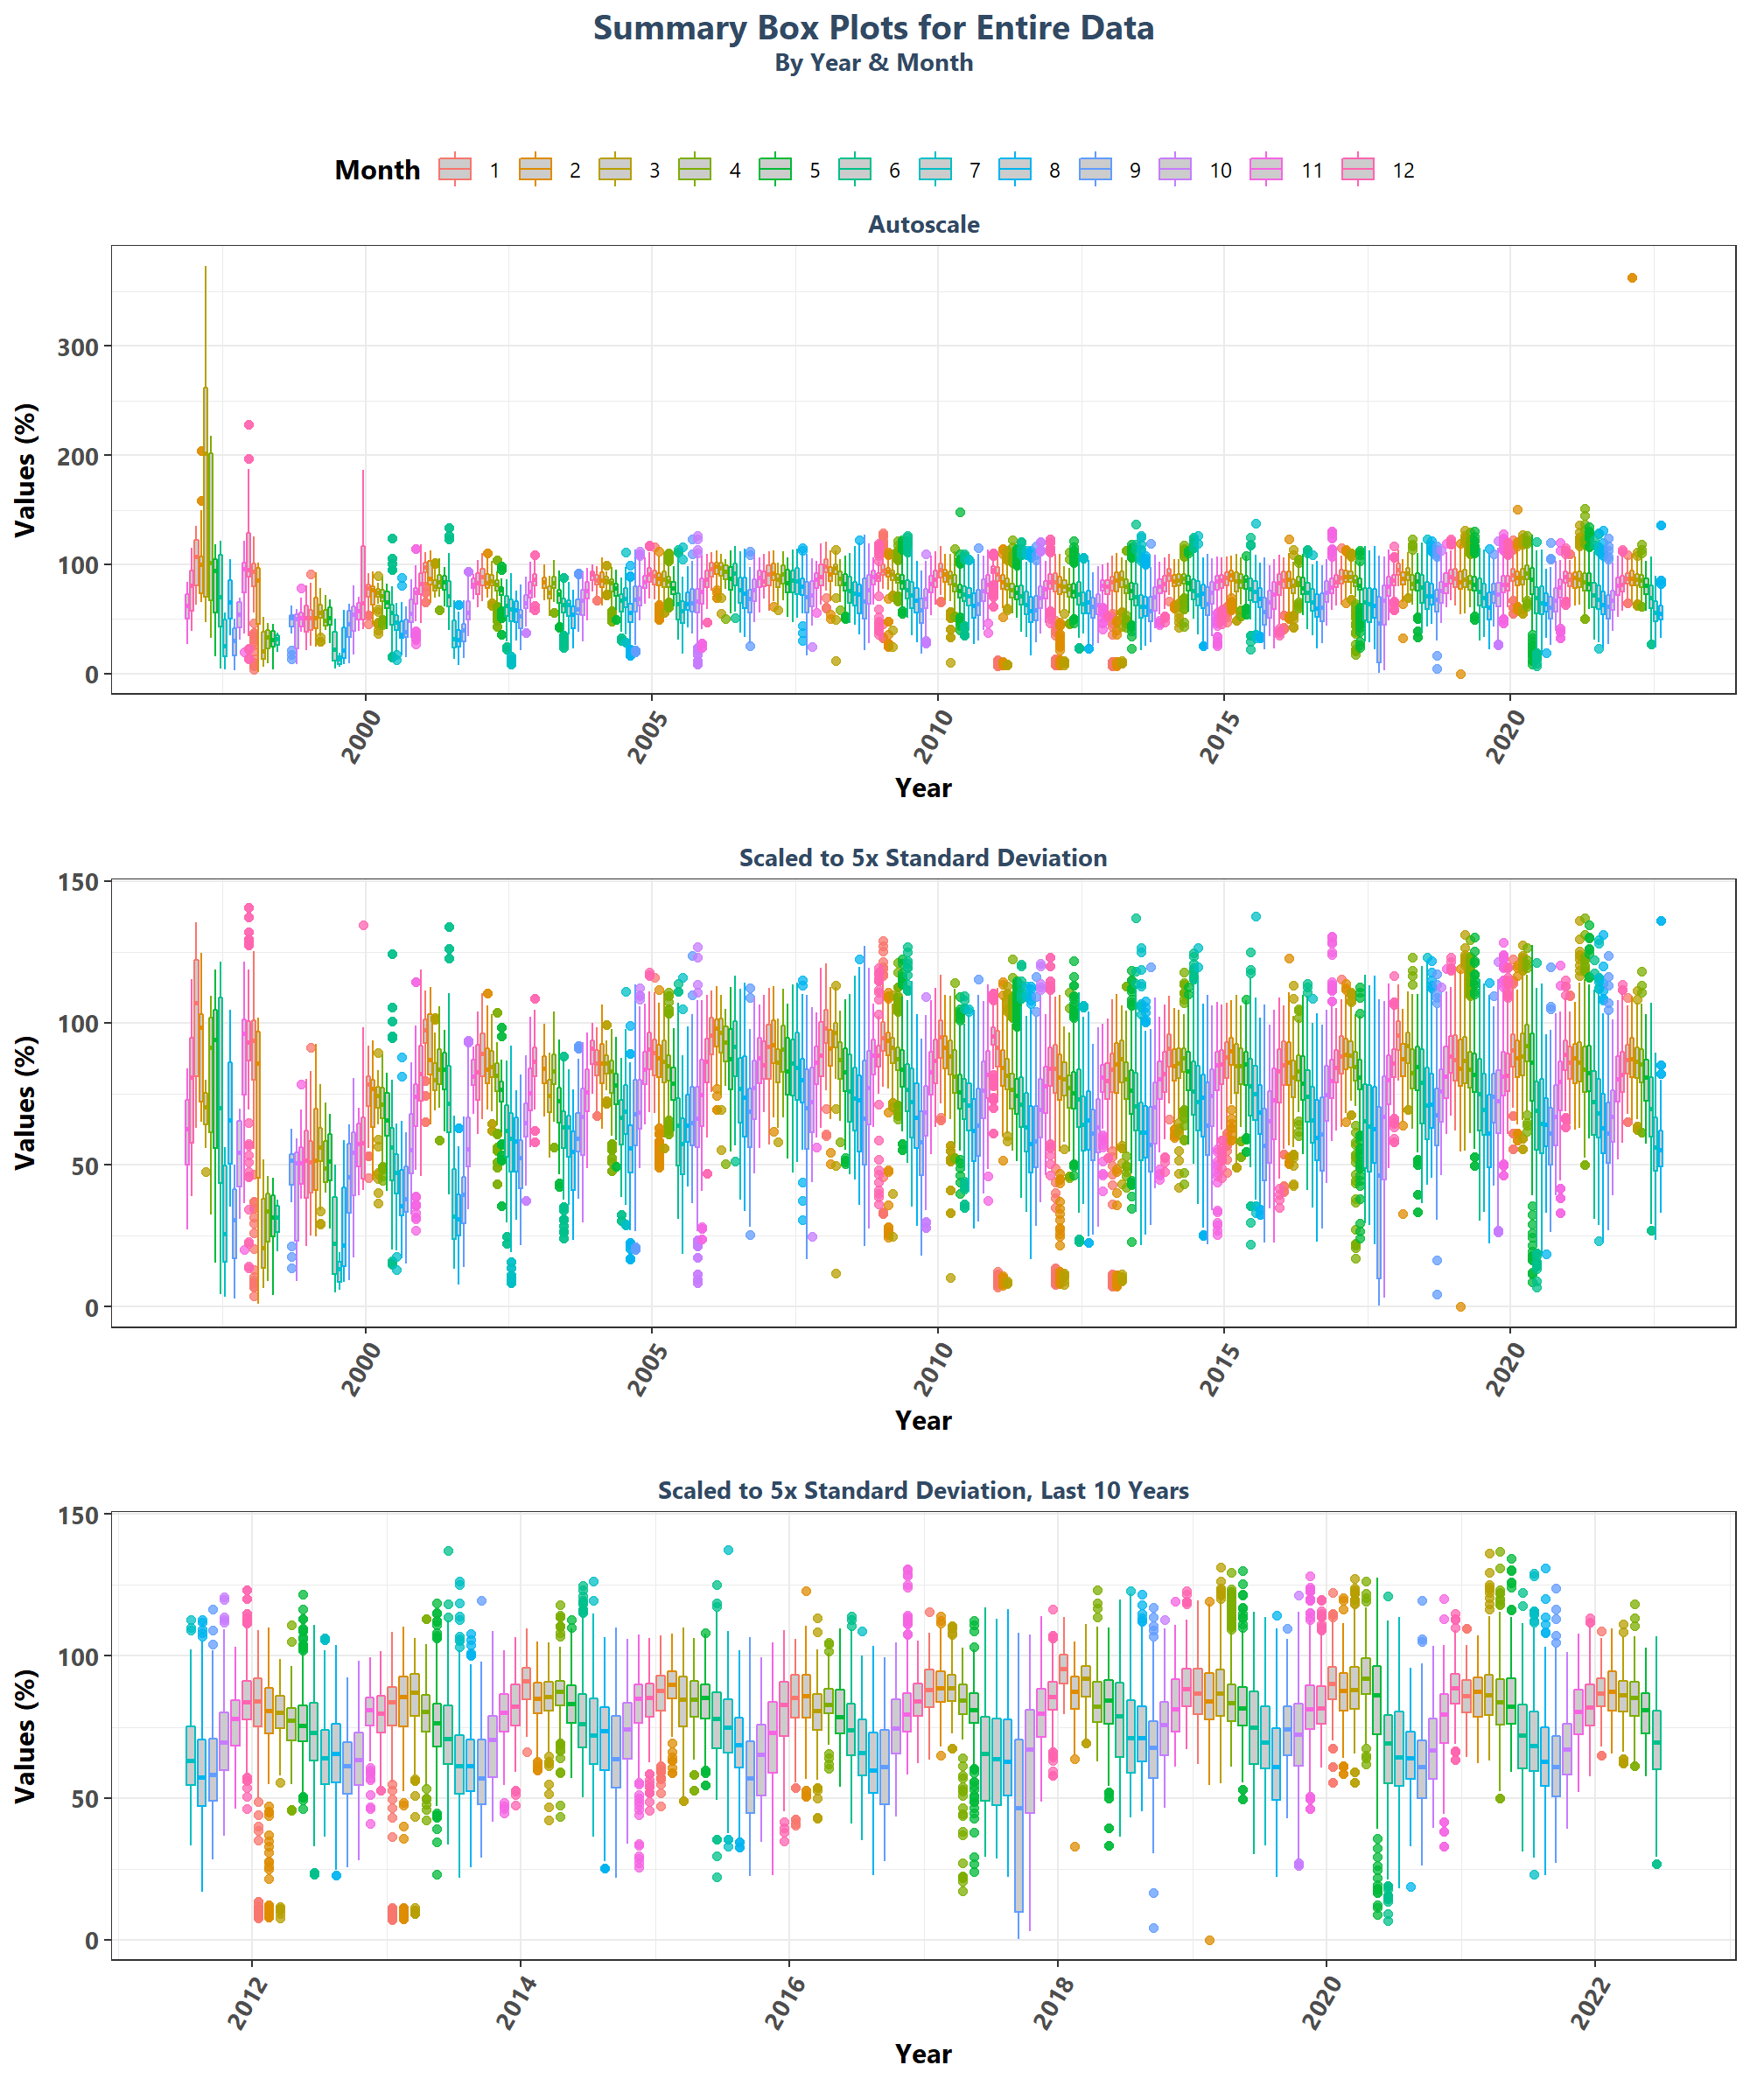 Summary Box Plots for Entire Data
By Year & Month
Month 1 2 3 4 5 6 7 8 9 10 11 12
Autoscale
Values (%)
300
200
100
0
2000 2005 2010 2015 2020
Year
Scaled to 5x Standard Deviation
Values (%)
150
100
50
0
2000 2005 2010 2015 2020
Year
Scaled to 5x Standard Deviation, Last 10 Years
Values (%)
150
100
50
0
2012 2014 2016 2018 2020 2022
Year